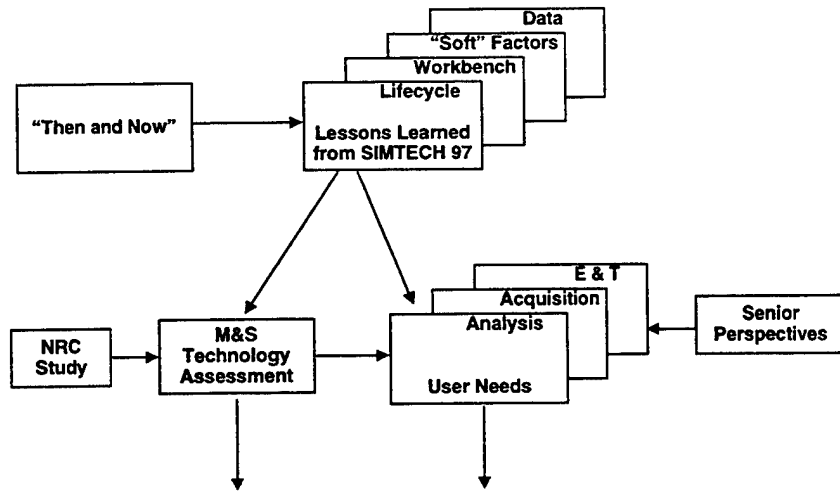 Data
“Soft” Factors
Workbench
Lifecycle
“Then and Now”
Lessons Learned
from SIMTECH 97
E & T
Acquisition
Analysis
User Needs
Senior
Perspectives
NRC
Study
M&S
Technology
Assessment